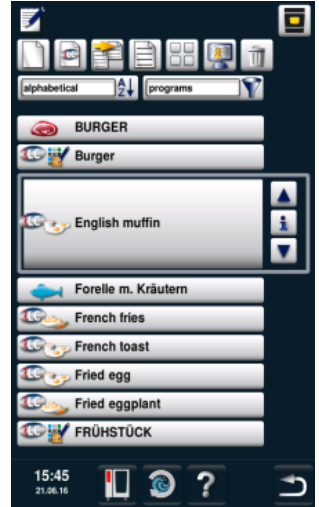 alphabetical
A
Z
programs
BURGER
Burger
English muffin
i
Forelle m. Kräutern
French fries
French toast
Fried egg
Fried eggplant
FRÜHSTÜCK
15:45
21.06.16
?